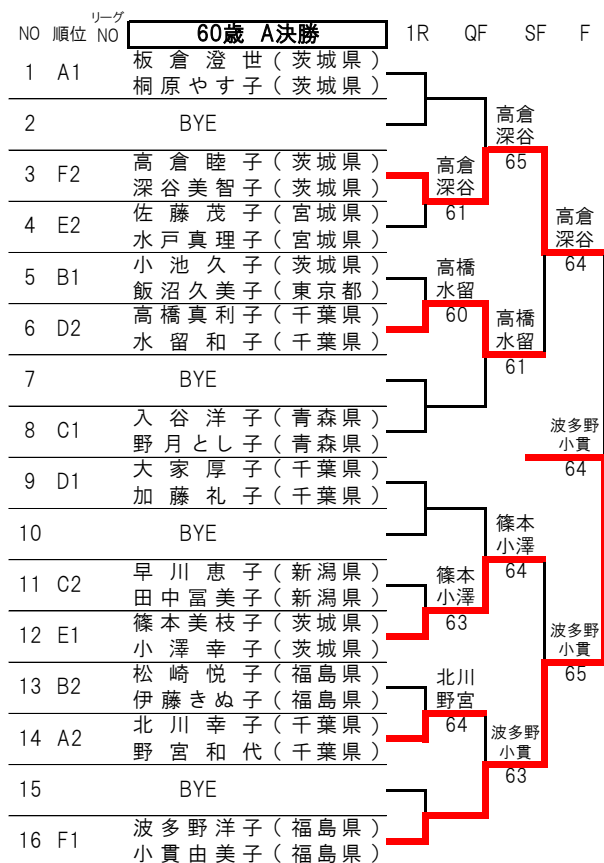 NO 順位 リーグNO 60歳 A決勝 1R QF SF F
1 A1 板倉澄世(茨城県)
桐原やす子(茨城県)
2 BYE
高倉
深谷
65
3 F2 高倉睦子(茨城県)
深谷美智子(茨城県)
高倉
深谷
61
4 E2 佐藤茂子(宮城県)
水戸真理子(宮城県)
高倉
深谷
64
5 B1 小池久子(茨城県)
飯沼久美子(東京都)
高橋
水留
60
6 D2 高橋真利子(千葉県)
水留和子(千葉県)
高橋
水留
61
7 BYE
8 C1 入谷洋子(青森県)
野月とし子(青森県)
波多野
小貫
64
9 D1 大家厚子(千葉県)
加藤礼子(千葉県)
10 BYE
篠本
小澤
64
11 C2 早川恵子(新潟県)
田中冨美子(新潟県)
篠本
小澤
63
12 E1 篠本美枝子(茨城県)
小澤幸子(茨城県)
波多野
小貫
65
13 B2 松崎悦子(福島県)
伊藤きぬ子(福島県)
北川
野宮
64
14 A2 北川幸子(千葉県)
野宮和代(千葉県)
波多野
小貫
63
15 BYE
16 F1 波多野洋子(福島県)
小貫由美子(福島県)